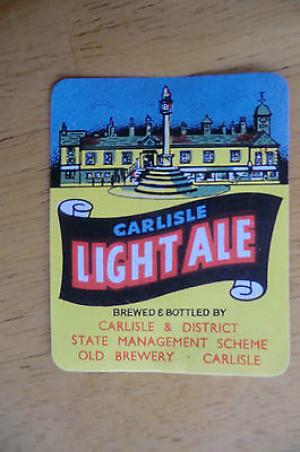 CARLISLE
LIGHT ALE
BREWED & BOTTLED BY
CARLISLE & DISTRICT
STATE MANAGEMENT SCHEME
OLD BREWERY · CARLISLE